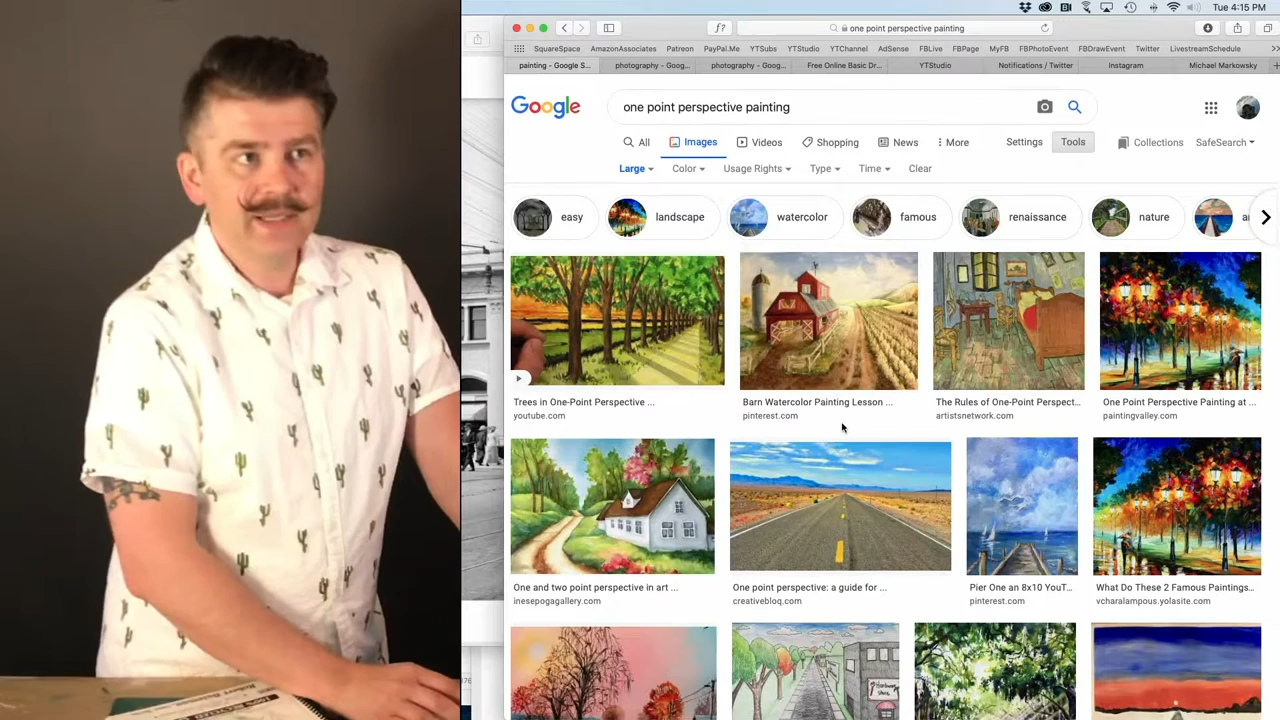 Tue 4:15 PM
one point perspective painting
SquareSpace AmazonAssociates Patreon PayPal.Me YTSubs YTStudio YTChannel AdSense FBLive FBPage MyFB FBPhotoEvent FBDrawEvent Twitter LivestreamSchedule
painting - Google S... photography - Goog... photography - Goog... Free Online Basic Dr... YTStudio Notifications / Twitter Instagram Michael Markowsky
Google one point perspective painting
All Images Videos Shopping News More Settings Tools Collections SafeSearch
Large Color Usage Rights Type Time Clear
easy landscape watercolor famous renaissance nature
Trees in One-Point Perspective ... Barn Watercolor Painting Lesson ... The Rules of One-Point Perspect... One Point Perspective Painting at ...
youtube.com pinterest.com artistsnetwork.com paintingvalley.com
One and two point perspective in art ... One point perspective: a guide for ... Pier One an 8x10 YouT... What Do These 2 Famous Paintings...
inesepogagallery.com creativebloq.com pinterest.com vcharalampous.yolasite.com